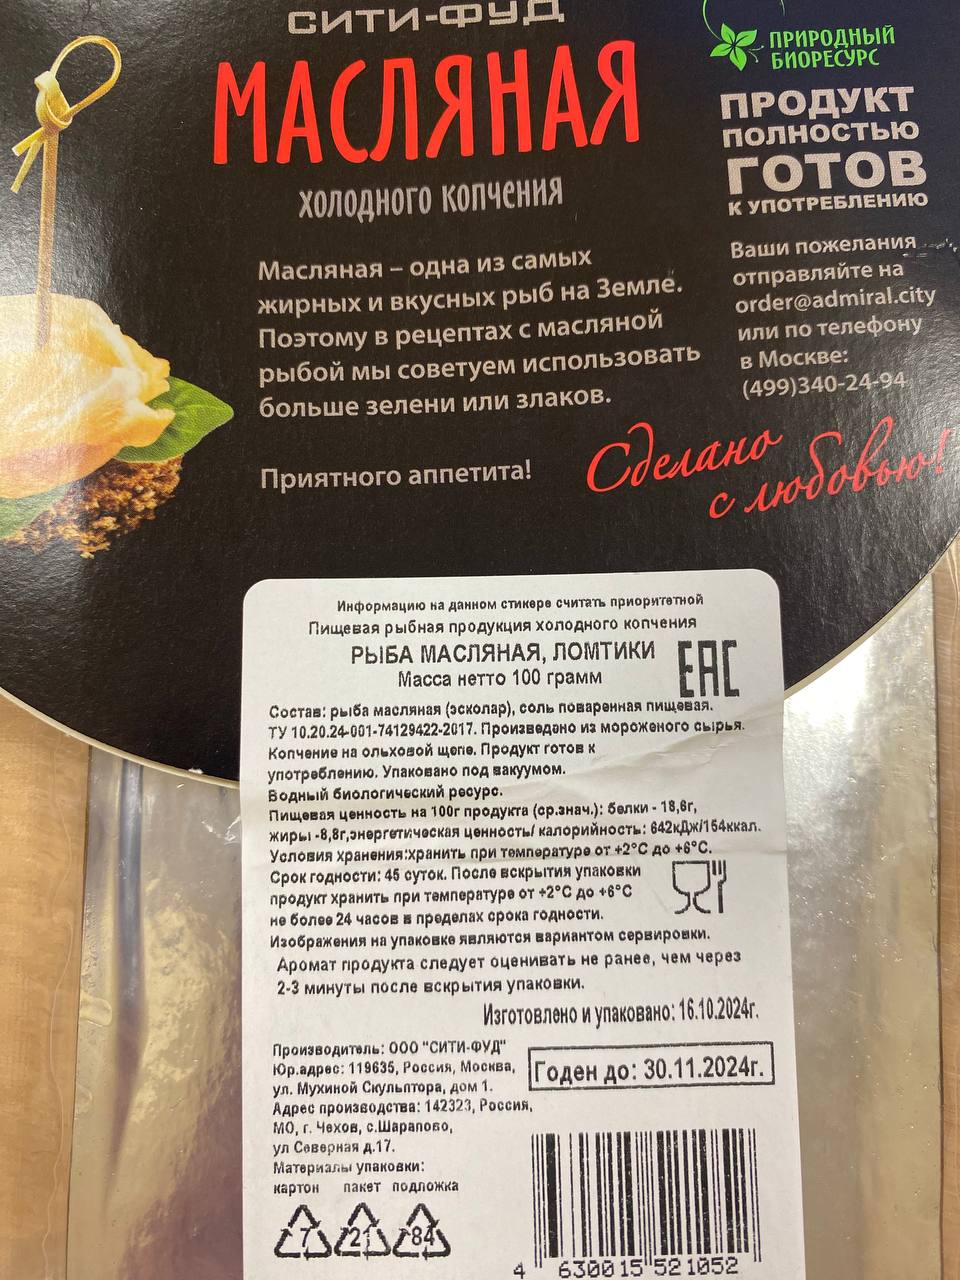 СИТИ-ФУД
МАСЛЯНАЯ
ХОЛОДНОГО КОПЧЕНИЯ
Масляная – одна из самых
жирных и вкусных рыб на Земле.
Поэтому в рецептах с масляной
рыбой мы советуем использовать
больше зелени или злаков.
Приятного аппетита!
ПРИРОДНЫЙ
БИОРЕСУРС
ПРОДУКТ
ПОЛНОСТЬЮ
ГОТОВ
К УПОТРЕБЛЕНИЮ
Ваши пожелания
отправляйте на
order@admiral.city
или по телефону
в Москве:
(499)340-24-94
Сделано
с любовью!
Информацию на данном стикере считать приоритетной
Пищевая рыбная продукция холодного копчения
РЫБА МАСЛЯНАЯ, ЛОМТИКИ
Масса нетто 100 грамм
ЕАС
Состав: рыба масляная (эсколар), соль поваренная пищевая.
ТУ 10.20.24-001-74129422-2017. Произведено из мороженого сырья.
Копчение на ольховой щепе. Продукт готов к
употреблению. Упаковано под вакуумом.
Водный биологический ресурс.
Пищевая ценность на 100г продукта (ср.знач.): белки - 18,6г,
жиры -8,8г,энергетическая ценность/ калорийность: 642кДж/154ккал.
Условия хранения:хранить при температуре от +2°С до +6°С.
Срок годности: 45 суток. После вскрытия упаковки
продукт хранить при температуре от +2°С до +6°С
не более 24 часов в пределах срока годности.
Изображения на упаковке являются вариантом сервировки.
Аромат продукта следует оценивать не ранее, чем через
2-3 минуты после вскрытия упаковки.
Изготовлено и упаковано: 16.10.2024г.
Годен до: 30.11.2024г.
Производитель: ООО "СИТИ-ФУД"
Юр.адрес: 119635, Россия, Москва,
ул. Мухиной Скульптора, дом 1.
Адрес производства: 142323, Россия,
МО, г. Чехов, с.Шарапово,
ул Северная д.17.
Материалы упаковки:
картон пакет подложка
7 21 84
4 630015 521052